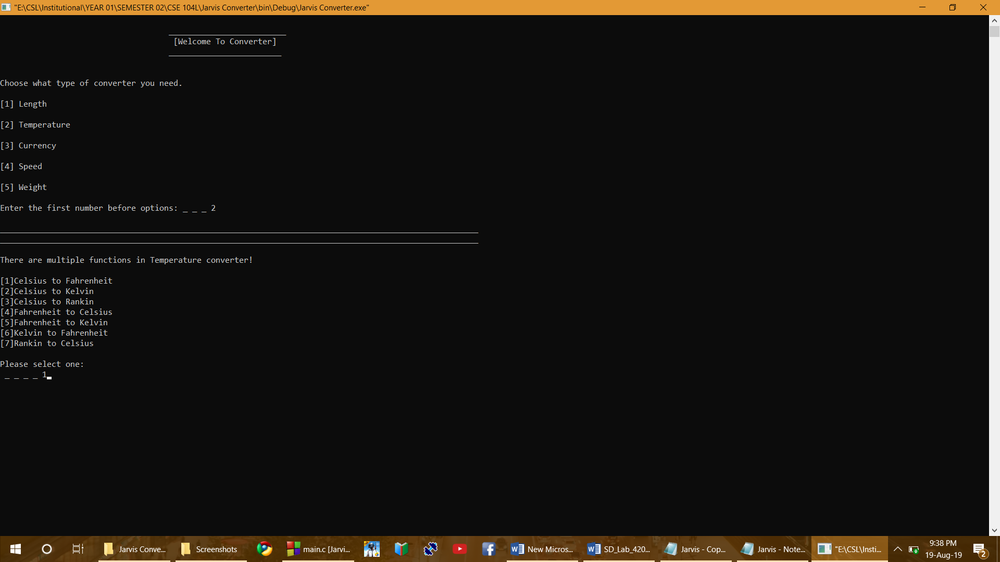 "E:\CSL\Institutional\YEAR 01\SEMESTER 02\CSE 104L\Jarvis Converter\bin\Debug\Jarvis Converter.exe"
[Welcome To Converter]
Choose what type of converter you need.
[1] Length
[2] Temperature
[3] Currency
[4] Speed
[5] Weight
Enter the first number before options: _ _ _ 2
There are multiple functions in Temperature converter!
[1]Celsius to Fahrenheit
[2]Celsius to Kelvin
[3]Celsius to Rankin
[4]Fahrenheit to Celsius
[5]Fahrenheit to Kelvin
[6]Kelvin to Fahrenheit
[7]Rankin to Celsius
Please select one:
_ _ _ _ 1
Jarvis Conve... Screenshots main.c [Jarvi... New Micros... SD_Lab_420... Jarvis - Cop... Jarvis - Note... "E:\CSL\Insti... 9:38 PM
19-Aug-19 2